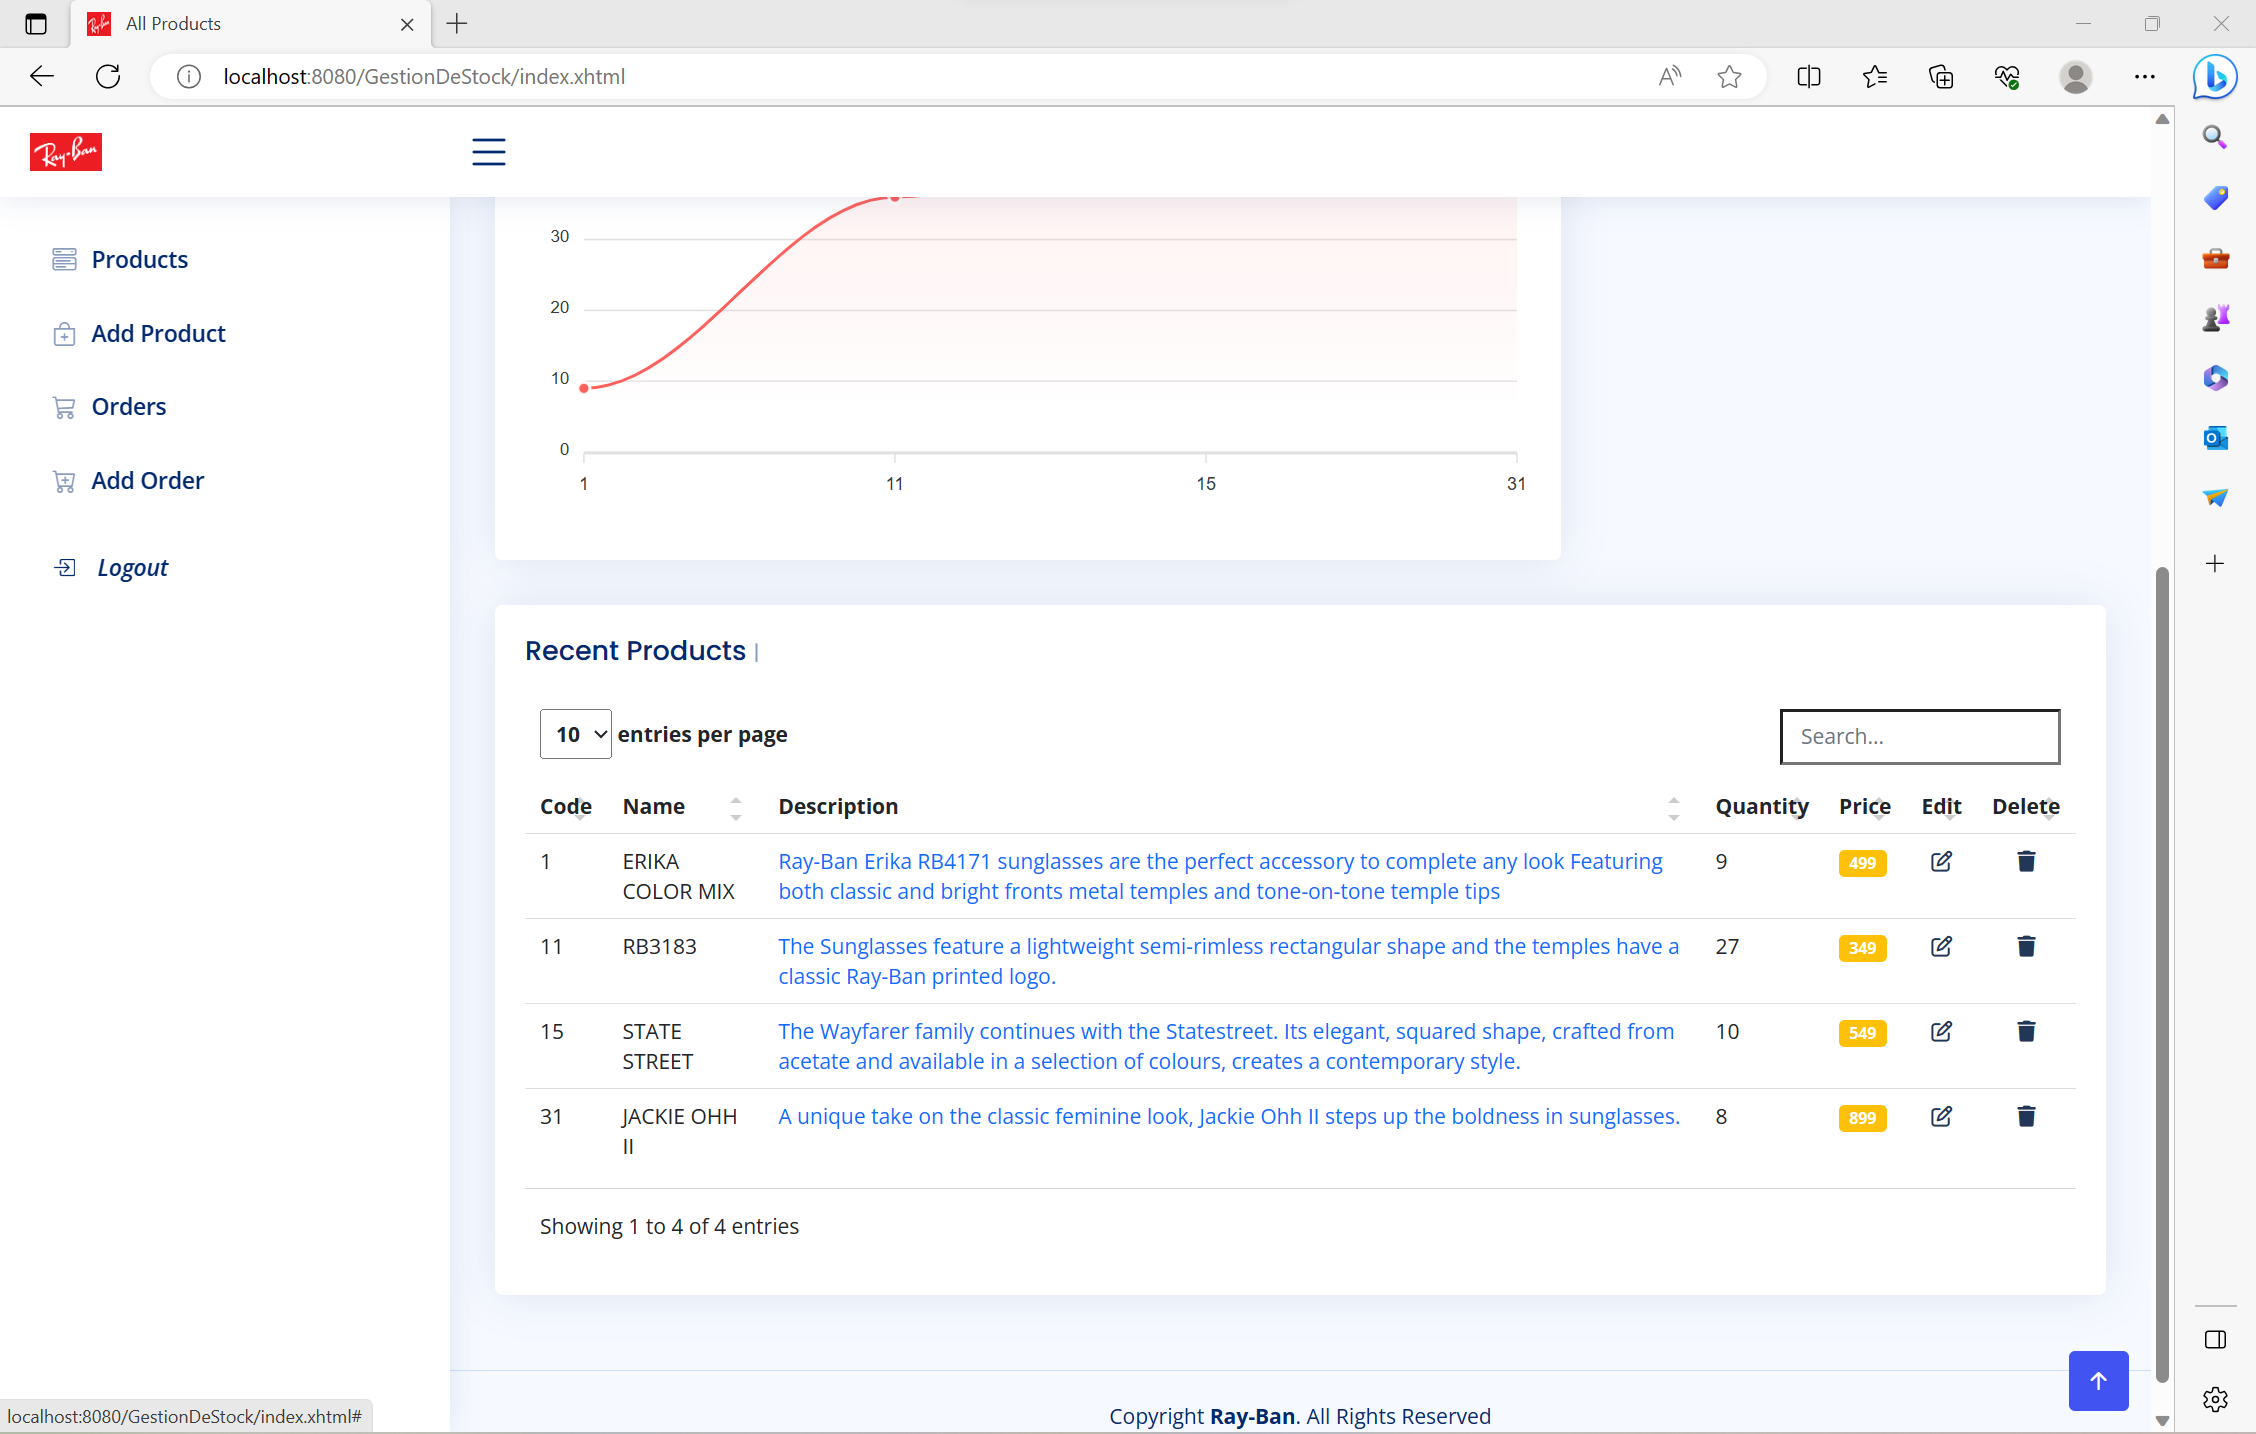 All Products
localhost:8080/GestionDeStock/index.xhtml
Ray-Ban
Products
Add Product
Orders
Add Order
Logout
30
20
10
0
1 11 15 31
Recent Products |
10 entries per page
Search...
Code Name Description Quantity Price Edit Delete
1 ERIKA COLOR MIX Ray-Ban Erika RB4171 sunglasses are the perfect accessory to complete any look Featuring both classic and bright fronts metal temples and tone-on-tone temple tips 9 499
11 RB3183 The Sunglasses feature a lightweight semi-rimless rectangular shape and the temples have a classic Ray-Ban printed logo. 27 349
15 STATE STREET The Wayfarer family continues with the Statestreet. Its elegant, squared shape, crafted from acetate and available in a selection of colours, creates a contemporary style. 10 549
31 JACKIE OHH II A unique take on the classic feminine look, Jackie Ohh II steps up the boldness in sunglasses. 8 899
Showing 1 to 4 of 4 entries
Copyright Ray-Ban. All Rights Reserved
localhost:8080/GestionDeStock/index.xhtml#